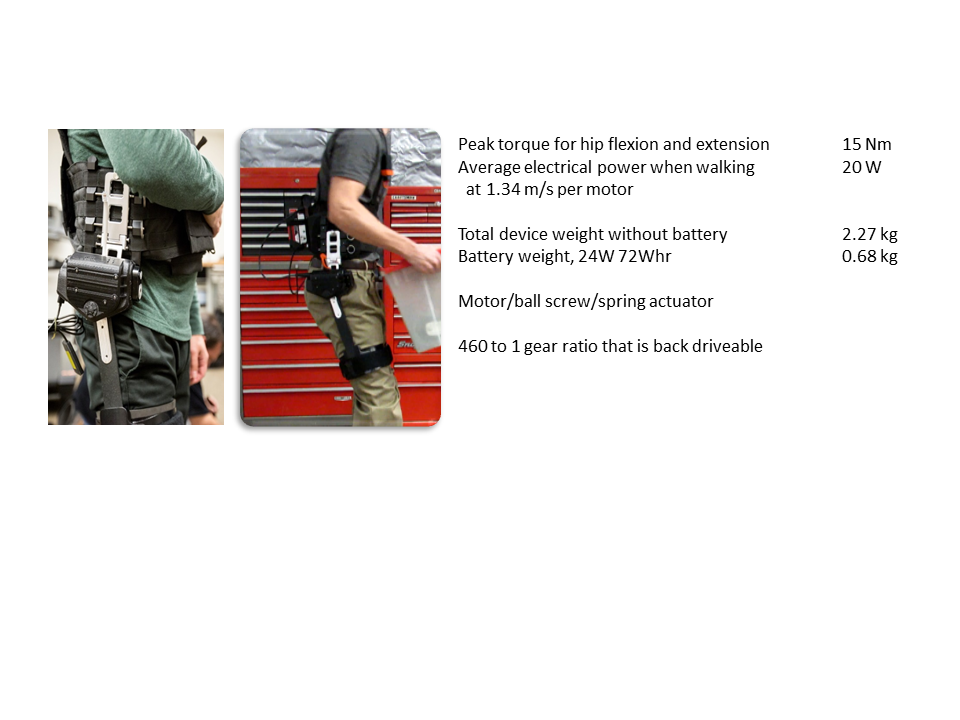 Peak torque for hip flexion and extension 15 Nm
Average electrical power when walking 20 W
at 1.34 m/s per motor
Total device weight without battery 2.27 kg
Battery weight, 24W 72Whr 0.68 kg
Motor/ball screw/spring actuator
460 to 1 gear ratio that is back driveable